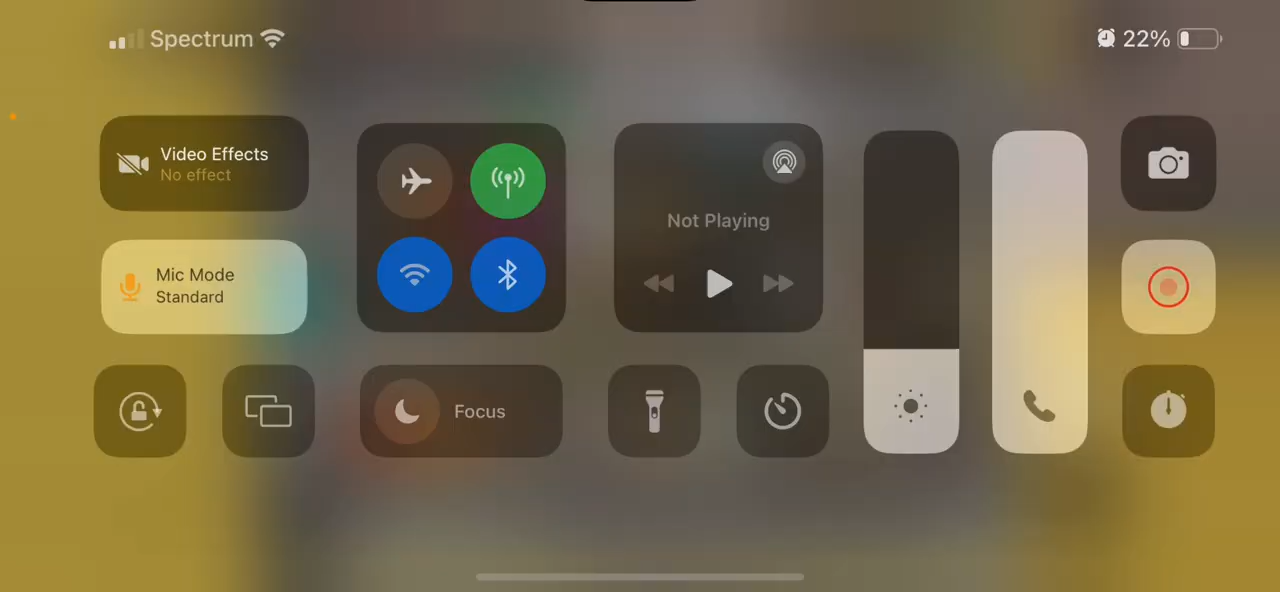 Spectrum
22%
Video Effects
No effect
Mic Mode
Standard
Not Playing
Focus